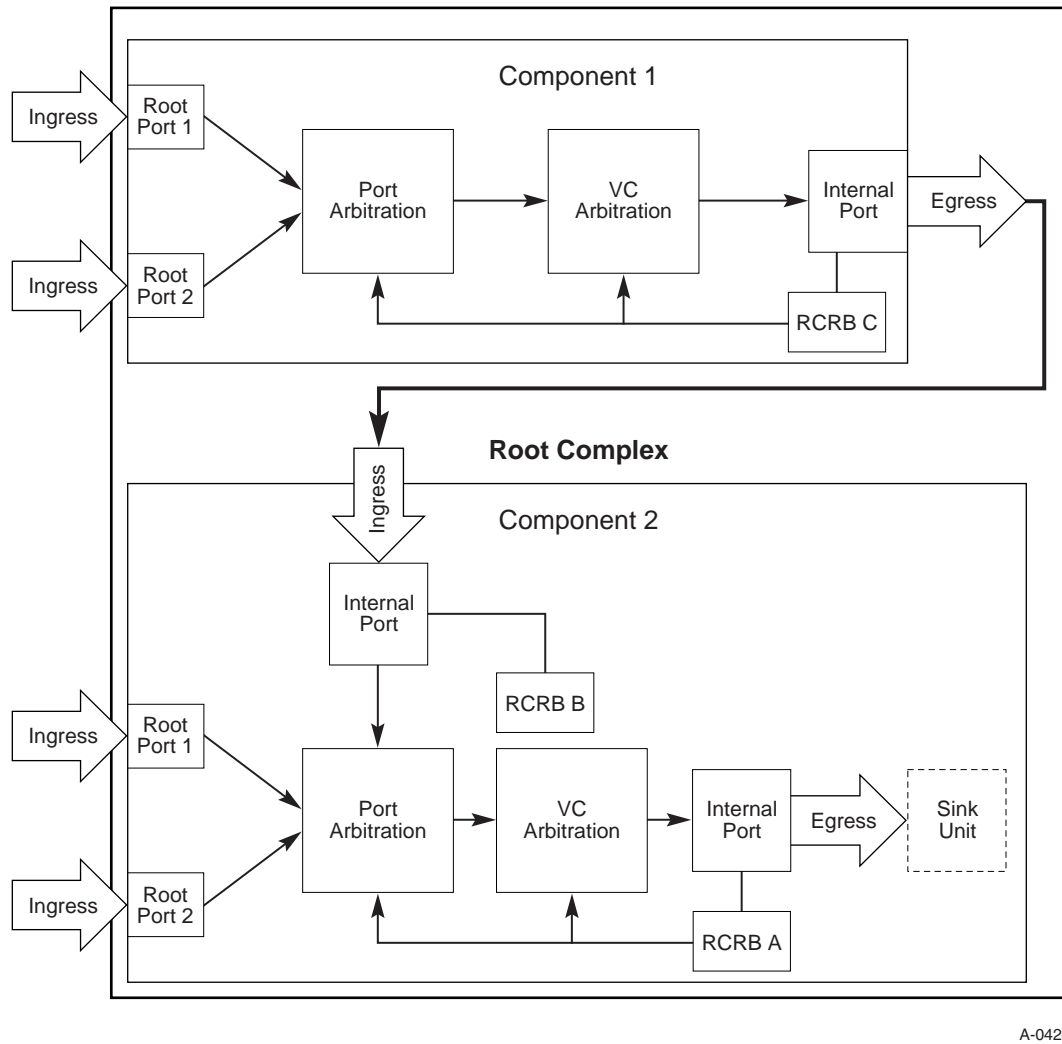 Component 1
Ingress
Root
Port 1
Port
Arbitration
VC
Arbitration
Internal
Port
Egress
Ingress
Root
Port 2
RCRB C
Root Complex
Ingress
Component 2
Internal
Port
RCRB B
Ingress
Root
Port 1
Port
Arbitration
VC
Arbitration
Internal
Port
Egress
Sink
Unit
Ingress
Root
Port 2
RCRB A
A-042